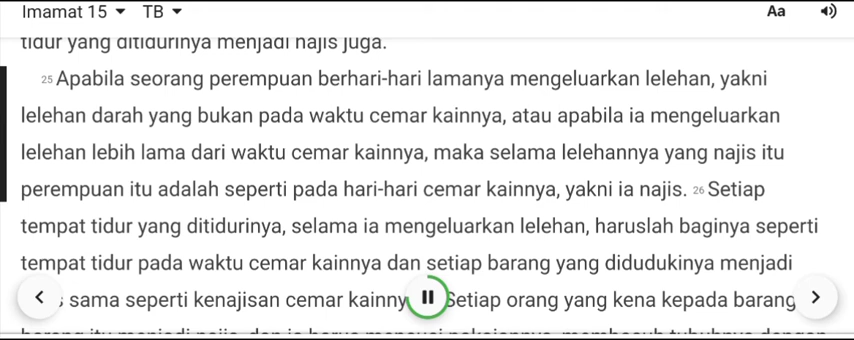 Imamat 15 TB Aa
tidur yang ditidurinya menjadi najis juga.
25 Apabila seorang perempuan berhari-hari lamanya mengeluarkan lelehan, yakni
lelehan darah yang bukan pada waktu cemar kainnya, atau apabila ia mengeluarkan
lelehan lebih lama dari waktu cemar kainnya, maka selama lelehannya yang najis itu
perempuan itu adalah seperti pada hari-hari cemar kainnya, yakni ia najis. 26 Setiap
tempat tidur yang ditidurinya, selama ia mengeluarkan lelehan, haruslah baginya seperti
tempat tidur pada waktu cemar kainnya dan setiap barang yang didudukinya menjadi
sama seperti kenajisan cemar kainny Setiap orang yang kena kepada barang